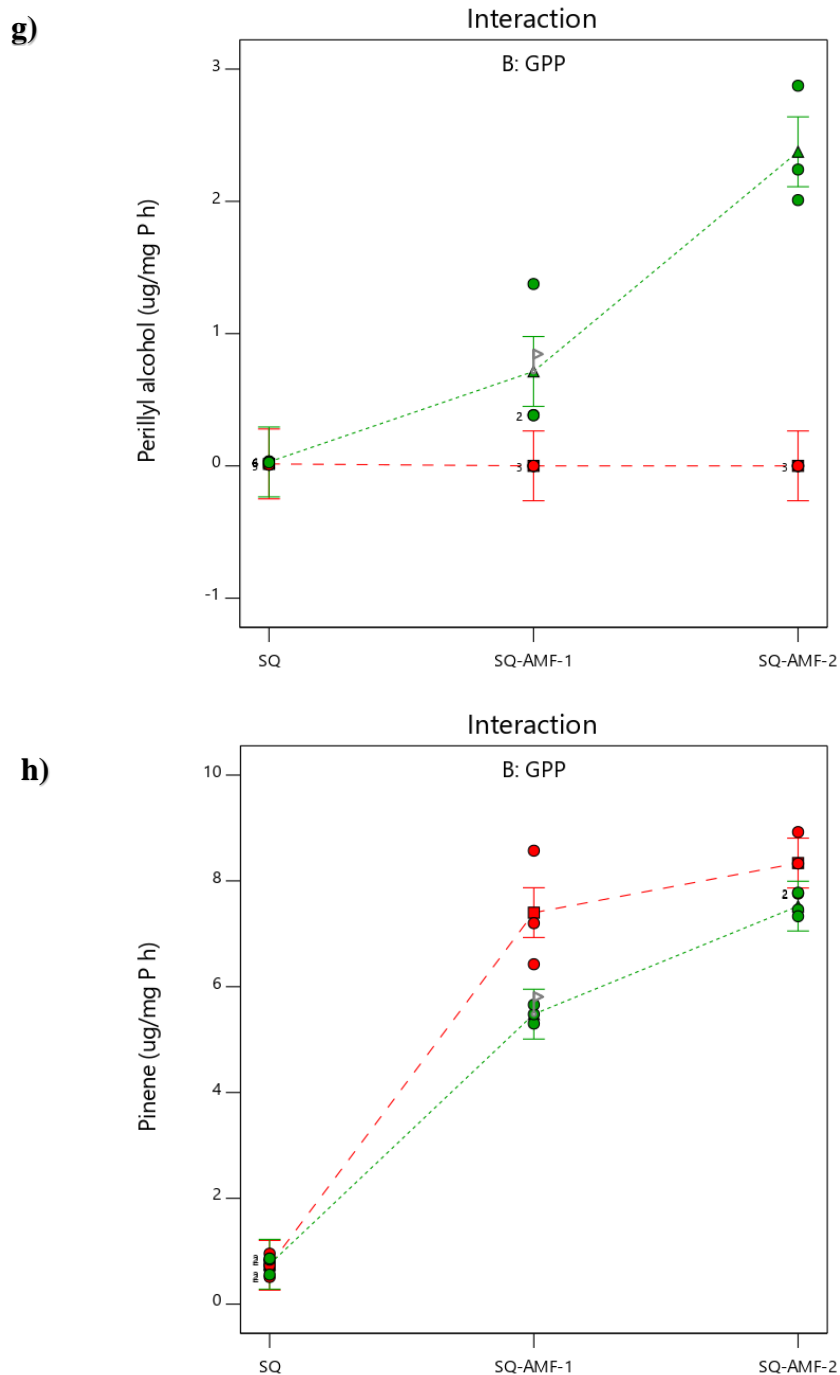 g)
Interaction
B: GPP
Perillyl alcohol (ug/mg P h)
3
2
1
0
-1
2
3
3
SQ
SQ-AMF-1
SQ-AMF-2
h)
Interaction
B: GPP
Pinene (ug/mg P h)
10
8
6
4
2
0
2
SQ
SQ-AMF-1
SQ-AMF-2